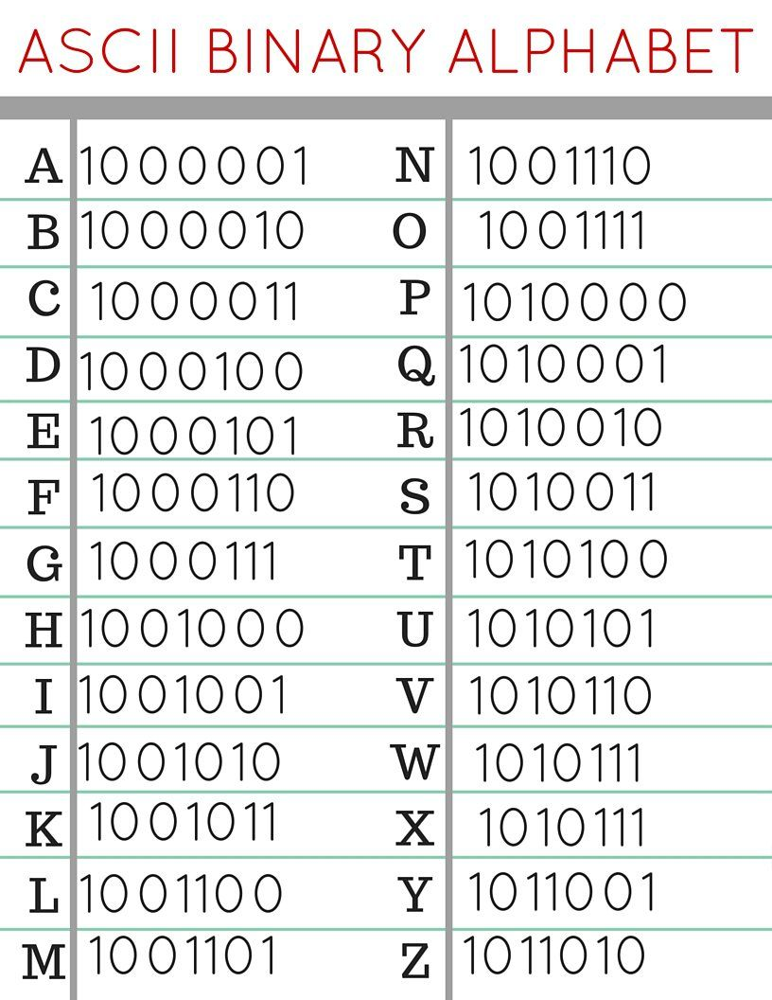 ASCII BINARY ALPHABET
A 1000001 N 1001110
B 1000010 O 1001111
C 1000011 P 1010000
D 1000100 Q 1010001
E 1000101 R 1010010
F 1000110 S 1010011
G 1000111 T 1010100
H 1001000 U 1010101
I 1001001 V 1010110
J 1001010 W 1010111
K 1001011 X 1010111
L 1001100 Y 1011001
M 1001101 Z 1011010